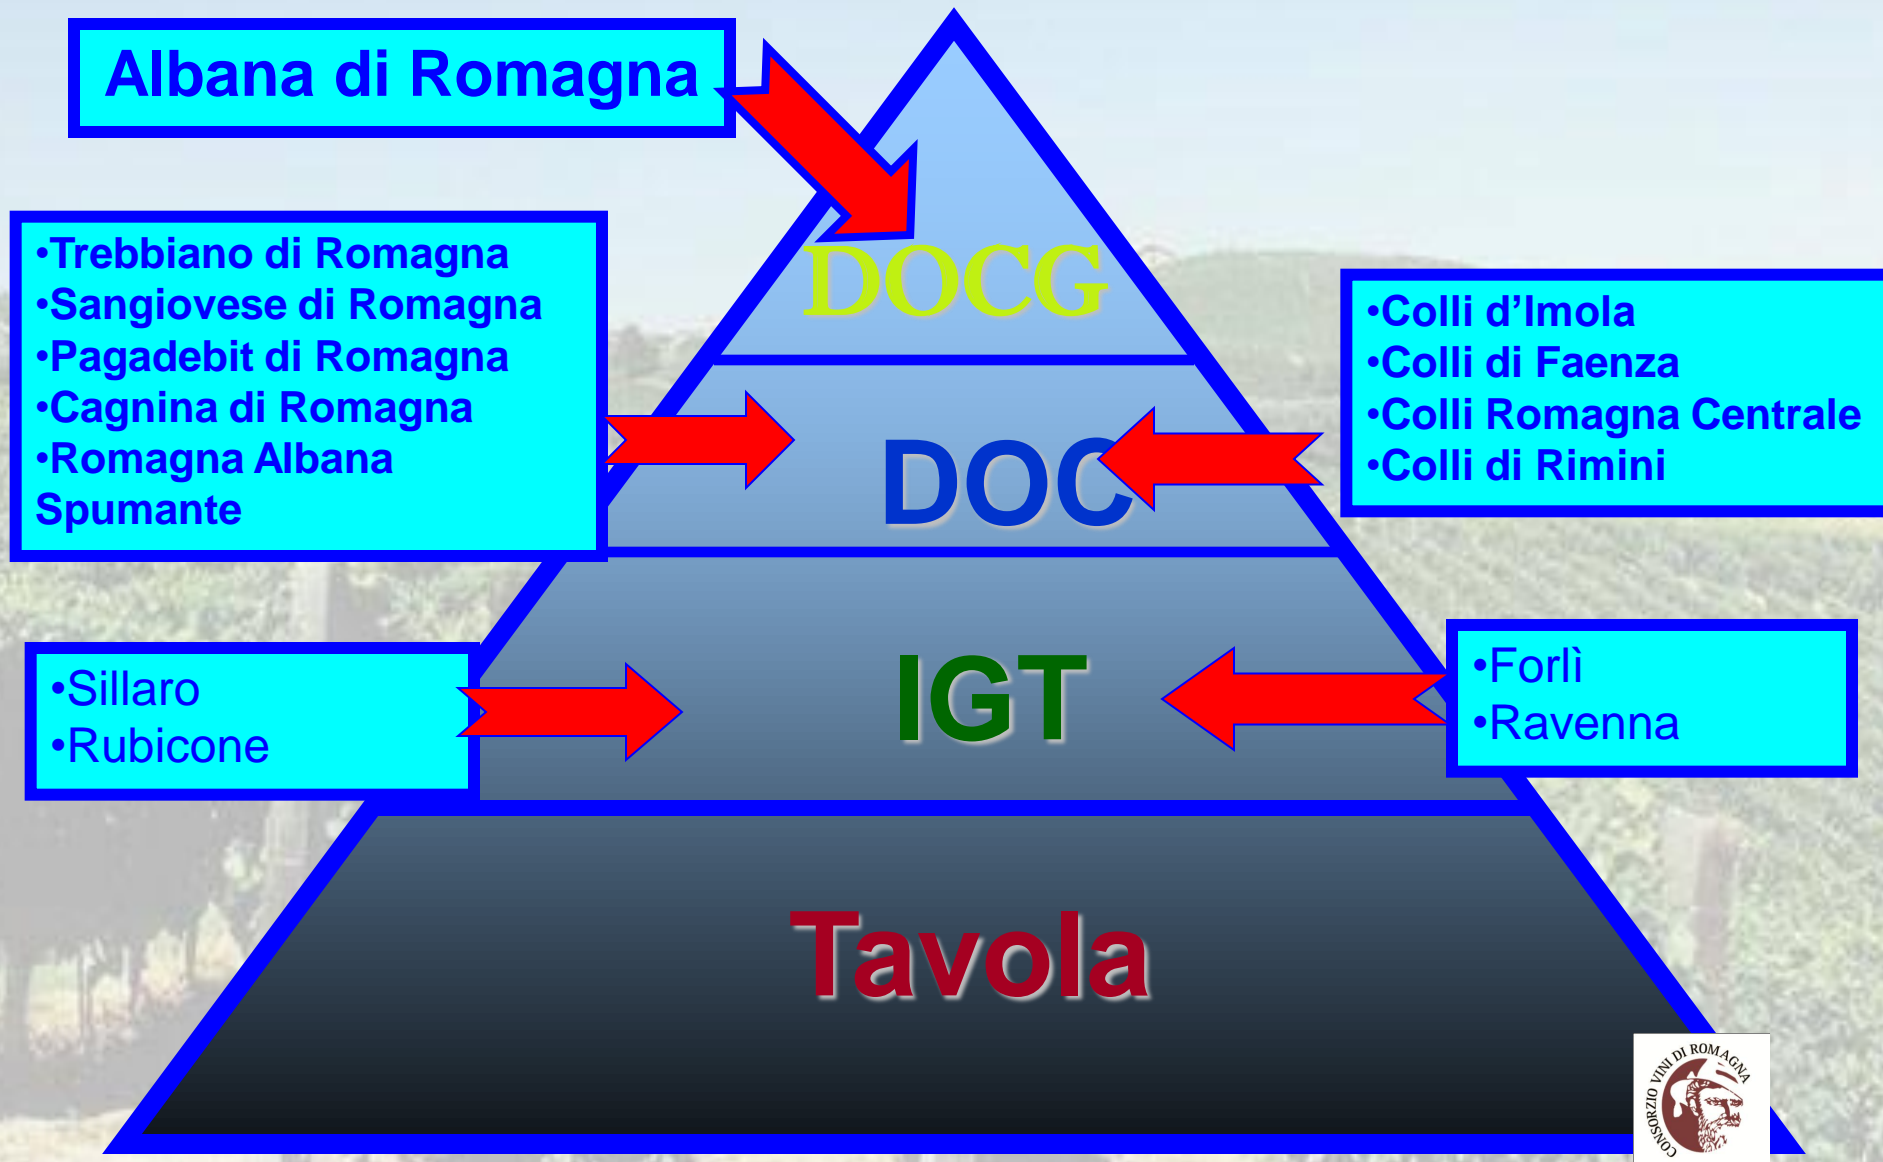 Albana di Romagna
•Trebbiano di Romagna
•Sangiovese di Romagna
•Pagadebit di Romagna
•Cagnina di Romagna
•Romagna Albana
Spumante
DOCG
•Colli d’Imola
•Colli di Faenza
•Colli Romagna Centrale
•Colli di Rimini
DOC
•Sillaro
•Rubicone
IGT
•Forlì
•Ravenna
Tavola
CONSORZIO VINI DI ROMAGNA